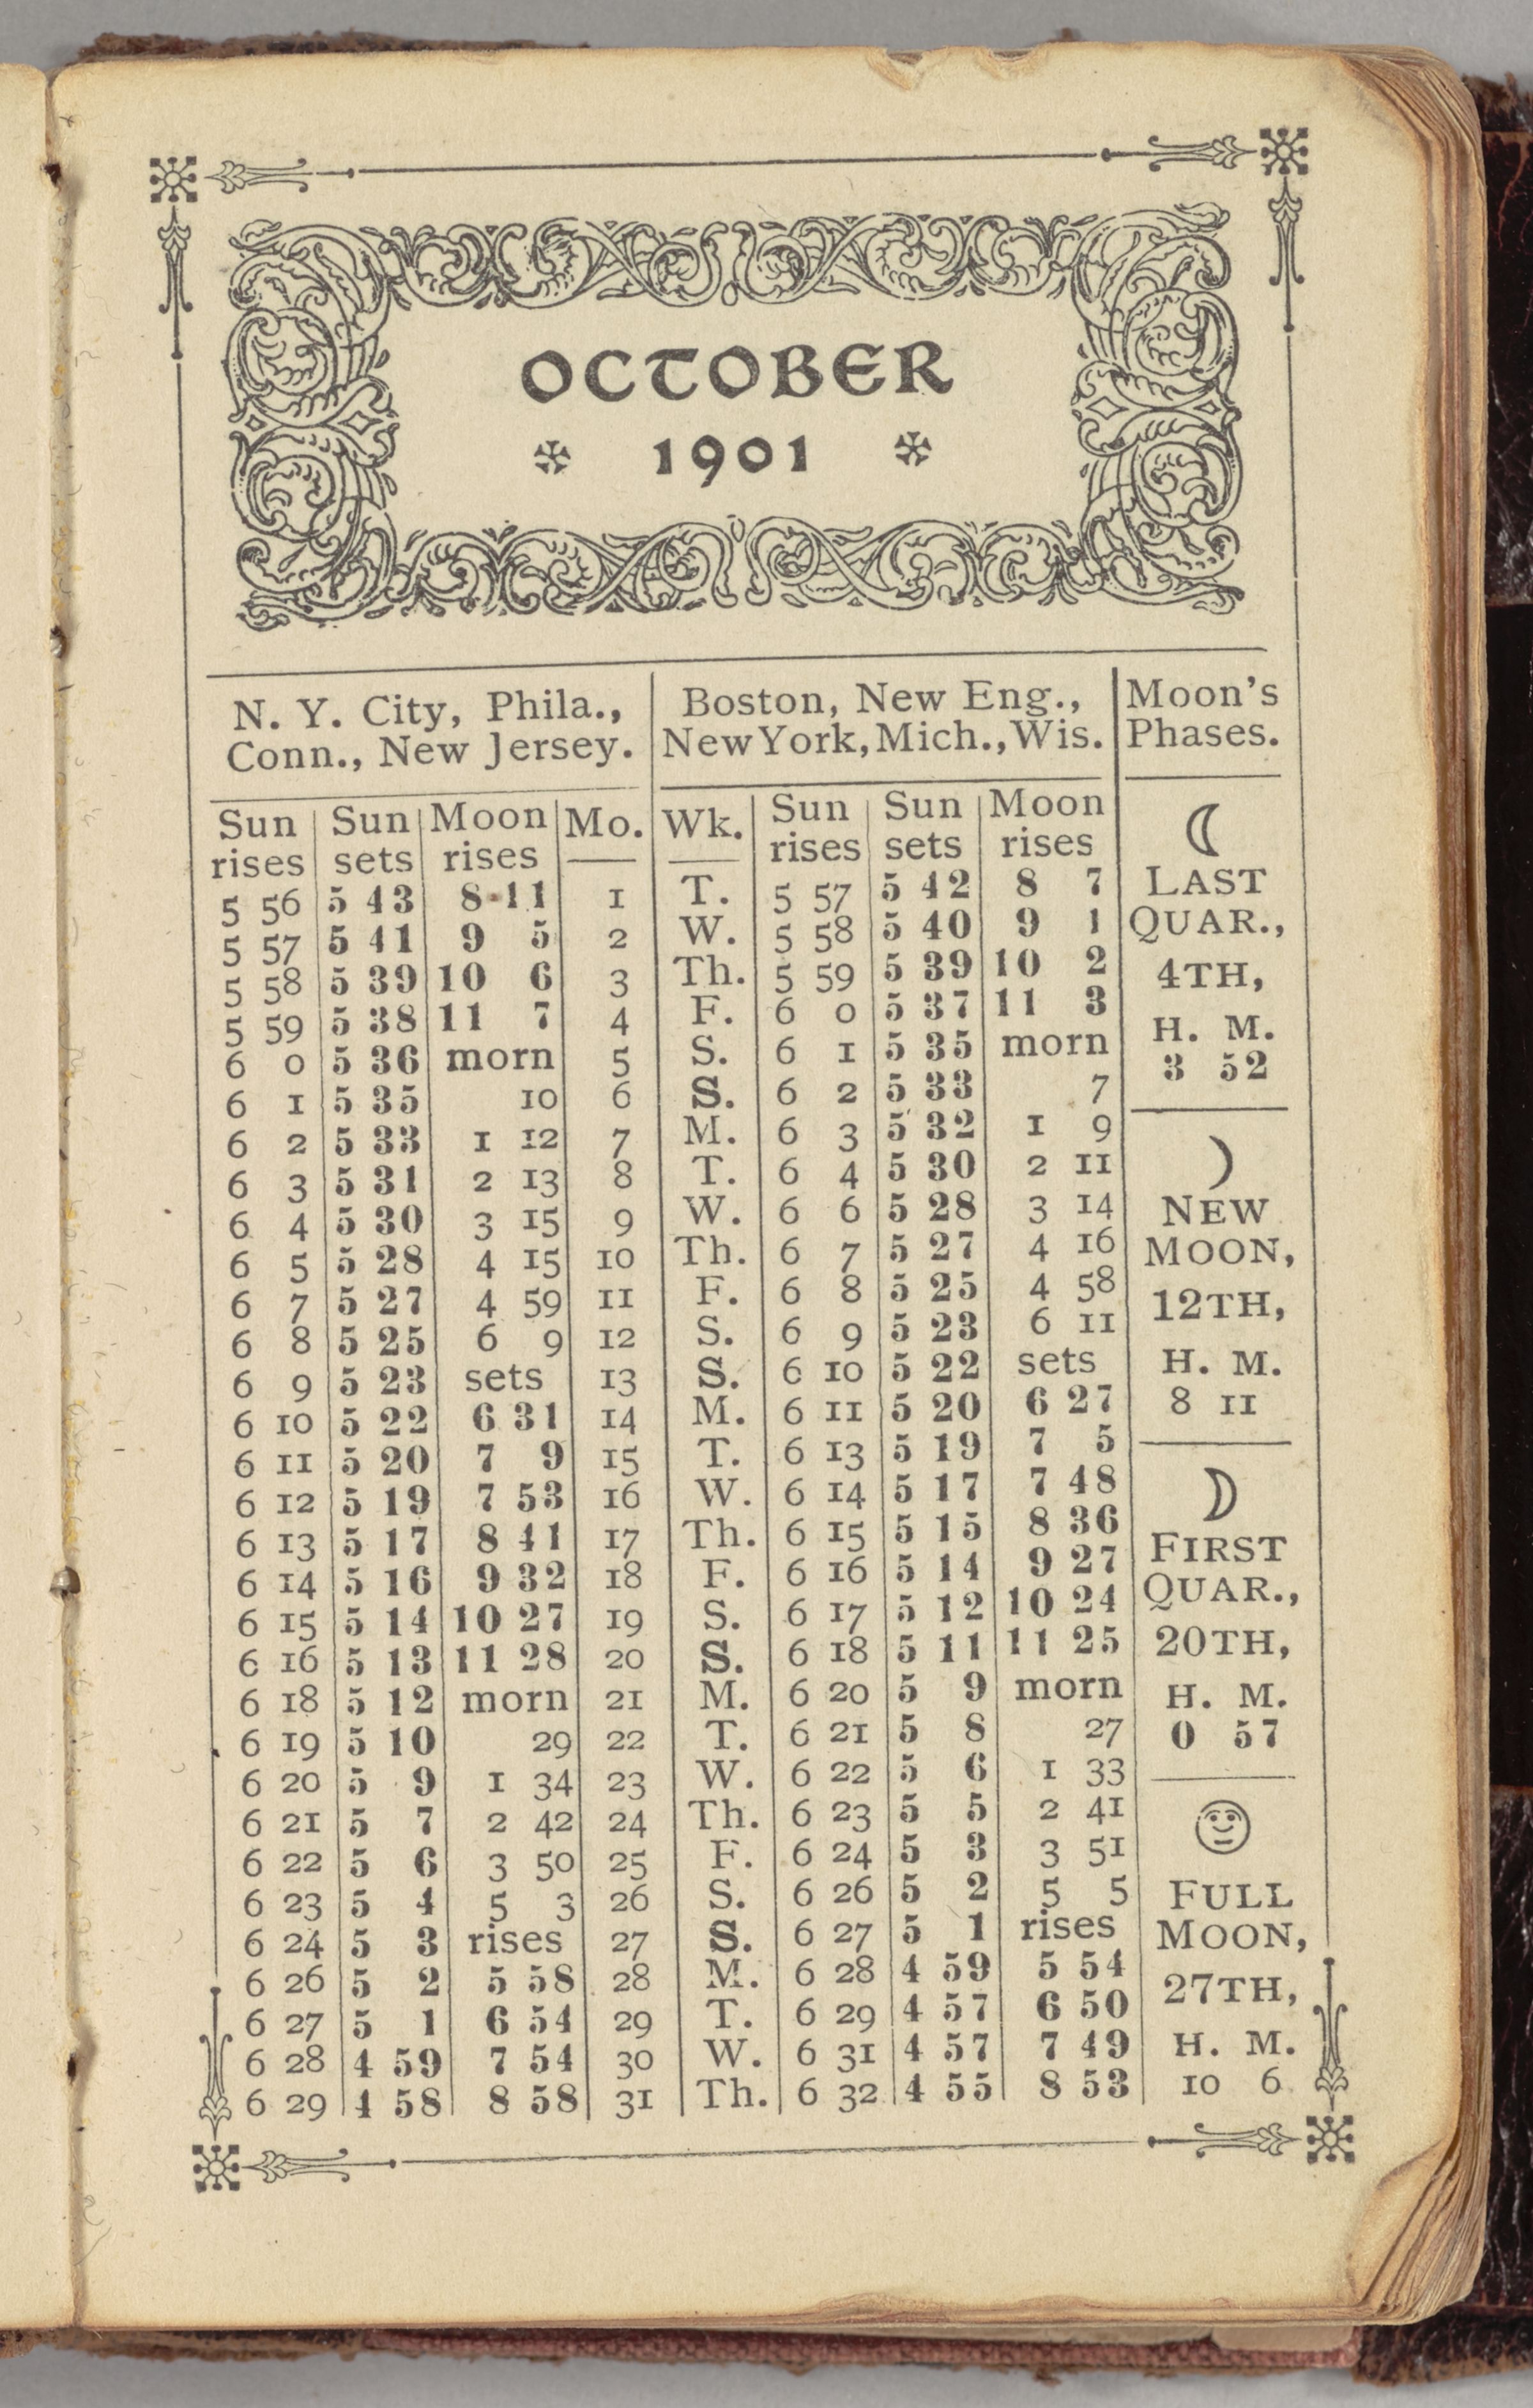 OCTOBER
1901
N. Y. City, Phila., Conn., New Jersey. | Boston, New Eng., New York, Mich., Wis. | Moon's Phases.
Sun rises | Sun sets | Moon rises | Mo. | Wk. | Sun rises | Sun sets | Moon rises
5 56 | 5 43 | 8 11 | 1 | T. | 5 57 | 5 42 | 8 7
5 57 | 5 41 | 9 5 | 2 | W. | 5 58 | 5 40 | 9 1
5 58 | 5 39 | 10 6 | 3 | Th. | 5 59 | 5 39 | 10 2
5 59 | 5 38 | 11 7 | 4 | F. | 6 0 | 5 37 | 11 3
6 0 | 5 36 | morn | 5 | S. | 6 1 | 5 35 | morn
6 1 | 5 35 | 10 | 6 | S. | 6 2 | 5 33 | 7
6 2 | 5 33 | 1 12 | 7 | M. | 6 3 | 5 32 | 1 9
6 3 | 5 31 | 2 13 | 8 | T. | 6 4 | 5 30 | 2 11
6 4 | 5 30 | 3 15 | 9 | W. | 6 6 | 5 28 | 3 14
6 5 | 5 28 | 4 15 | 10 | Th. | 6 7 | 5 27 | 4 16
6 7 | 5 27 | 4 59 | 11 | F. | 6 8 | 5 25 | 4 58
6 8 | 5 25 | 6 9 | 12 | S. | 6 9 | 5 23 | 6 11
6 9 | 5 23 | sets | 13 | S. | 6 10 | 5 22 | sets
6 10 | 5 22 | 6 31 | 14 | M. | 6 11 | 5 20 | 6 27
6 11 | 5 20 | 7 9 | 15 | T. | 6 13 | 5 19 | 7 5
6 12 | 5 19 | 7 53 | 16 | W. | 6 14 | 5 17 | 7 48
6 13 | 5 17 | 8 41 | 17 | Th. | 6 15 | 5 15 | 8 36
6 14 | 5 16 | 9 32 | 18 | F. | 6 16 | 5 14 | 9 27
6 15 | 5 14 | 10 27 | 19 | S. | 6 17 | 5 12 | 10 24
6 16 | 5 13 | 11 28 | 20 | S. | 6 18 | 5 11 | 11 25
6 18 | 5 12 | morn | 21 | M. | 6 20 | 5 9 | morn
6 19 | 5 10 | 29 | 22 | T. | 6 21 | 5 8 | 27
6 20 | 5 9 | 1 34 | 23 | W. | 6 22 | 5 6 | 1 33
6 21 | 5 7 | 2 42 | 24 | Th. | 6 23 | 5 5 | 2 41
6 22 | 5 6 | 3 50 | 25 | F. | 6 24 | 5 3 | 3 51
6 23 | 5 4 | 5 3 | 26 | S. | 6 26 | 5 2 | 5 5
6 24 | 5 3 | rises | 27 | S. | 6 27 | 5 1 | rises
6 26 | 5 2 | 5 58 | 28 | M. | 6 28 | 4 59 | 5 54
6 27 | 5 1 | 6 54 | 29 | T. | 6 29 | 4 57 | 6 50
6 28 | 4 59 | 7 54 | 30 | W. | 6 31 | 4 57 | 7 49
6 29 | 4 58 | 8 58 | 31 | Th. | 6 32 | 4 55 | 8 53
LAST
QUAR.,
4TH,
H. M.
3 52
NEW
MOON,
12TH,
H. M.
8 11
FIRST
QUAR.,
20TH,
H. M.
0 57
FULL
MOON,
27TH,
H. M.
10 6